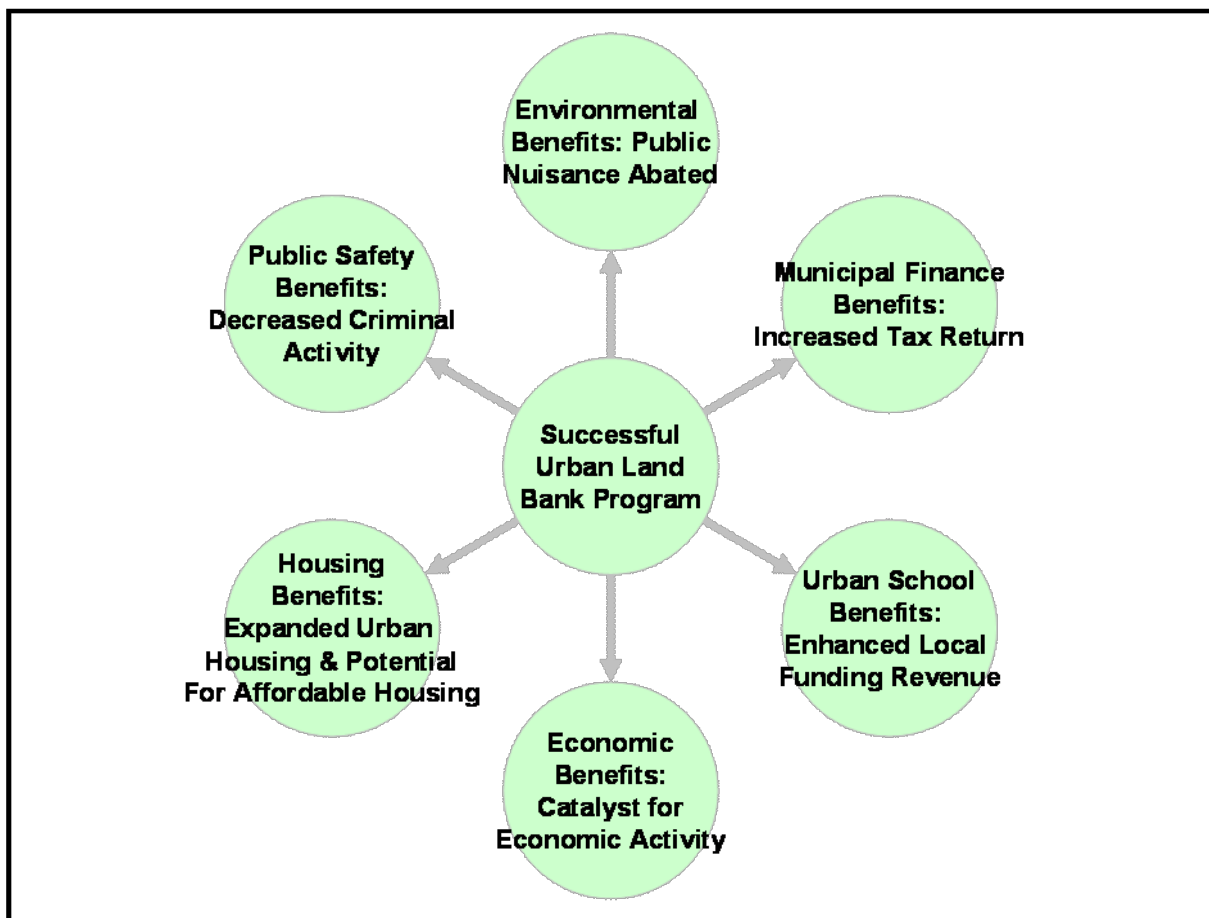 Environmental
Benefits: Public
Nuisance Abated
Municipal Finance
Benefits:
Increased Tax Return
Urban School
Benefits:
Enhanced Local
Funding Revenue
Economic
Benefits:
Catalyst for
Economic Activity
Housing
Benefits:
Expanded Urban
Housing & Potential
For Affordable Housing
Public Safety
Benefits:
Decreased Criminal
Activity
Successful
Urban Land
Bank Program